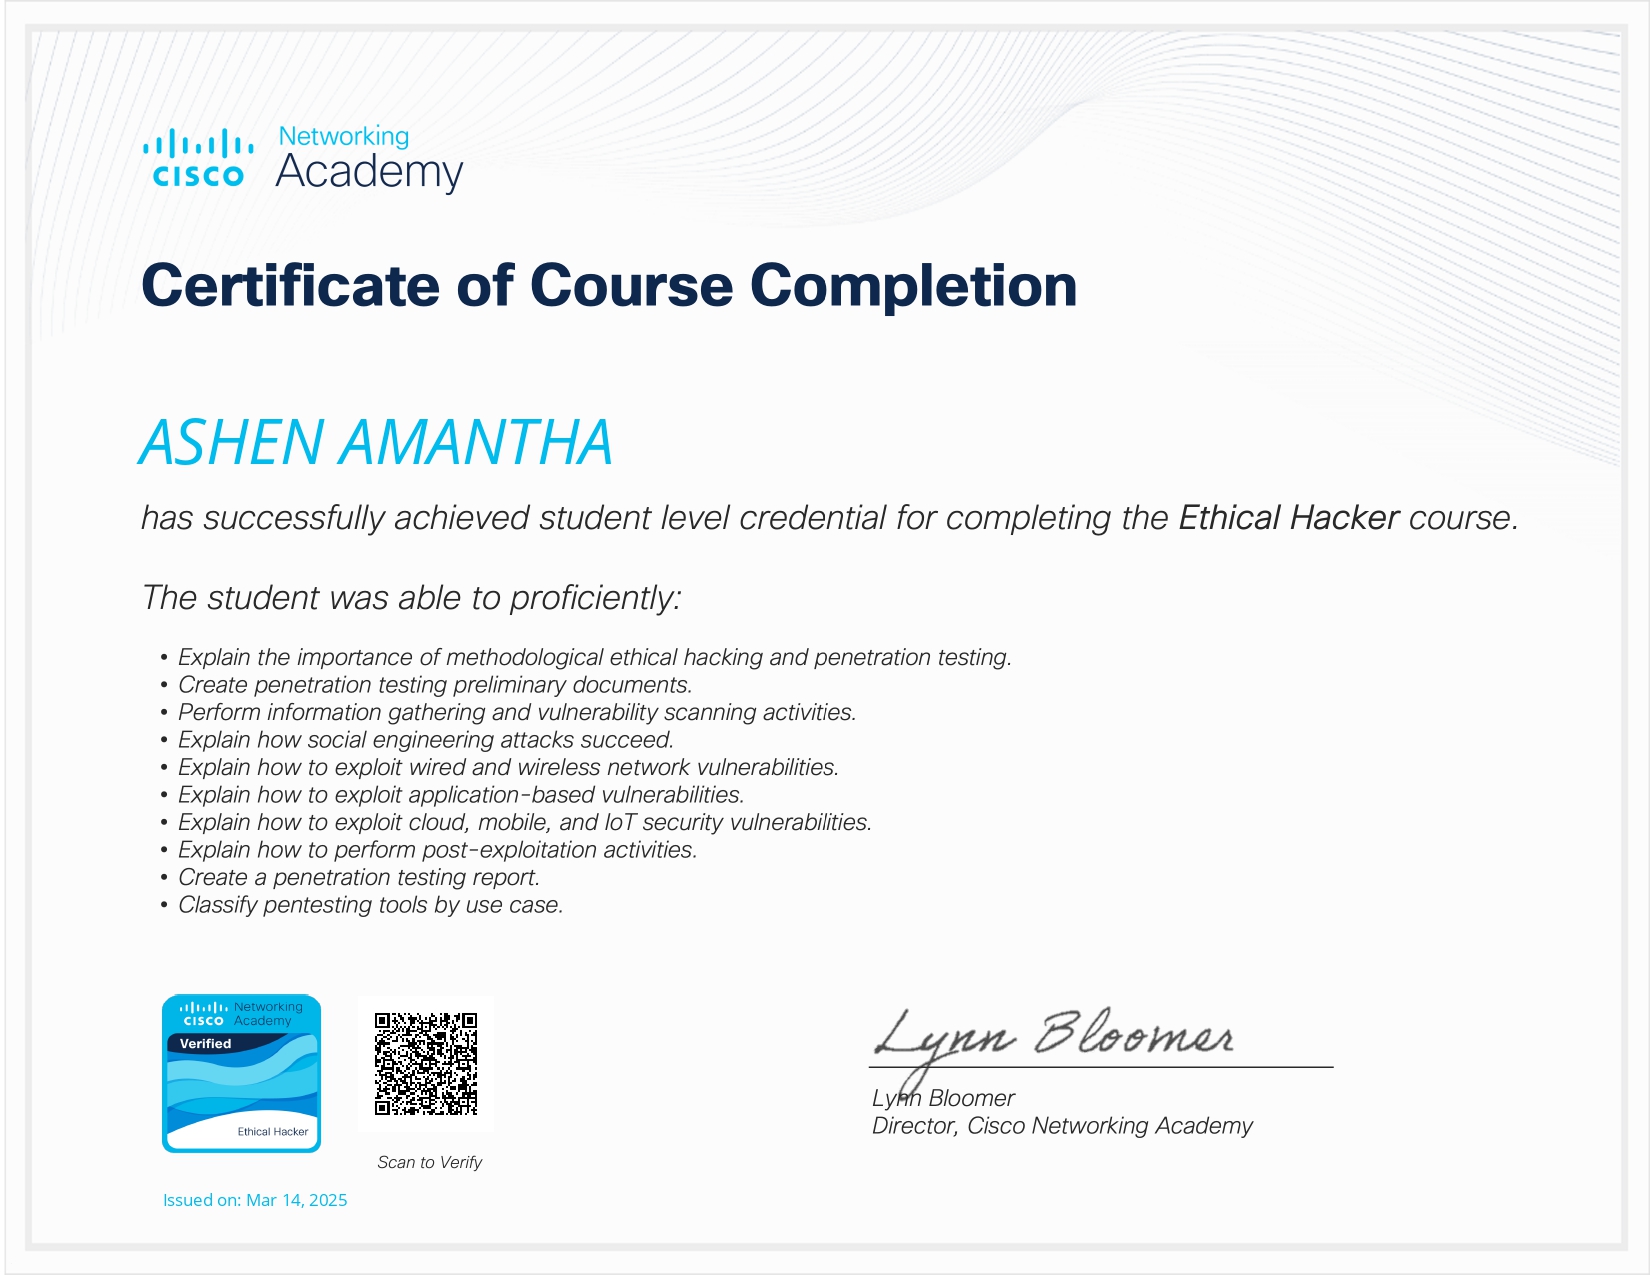 Networking
CISCO Academy
Certificate of Course Completion
ASHEN AMANTHA
has successfully achieved student level credential for completing the Ethical Hacker course.
The student was able to proficiently:
• Explain the importance of methodological ethical hacking and penetration testing.
• Create penetration testing preliminary documents.
• Perform information gathering and vulnerability scanning activities.
• Explain how social engineering attacks succeed.
• Explain how to exploit wired and wireless network vulnerabilities.
• Explain how to exploit application-based vulnerabilities.
• Explain how to exploit cloud, mobile, and IoT security vulnerabilities.
• Explain how to perform post-exploitation activities.
• Create a penetration testing report.
• Classify pentesting tools by use case.
Networking
CISCO Academy
Verified
Ethical Hacker
Scan to Verify
Issued on: Mar 14, 2025
Lynn Bloomer
Lynn Bloomer
Director, Cisco Networking Academy